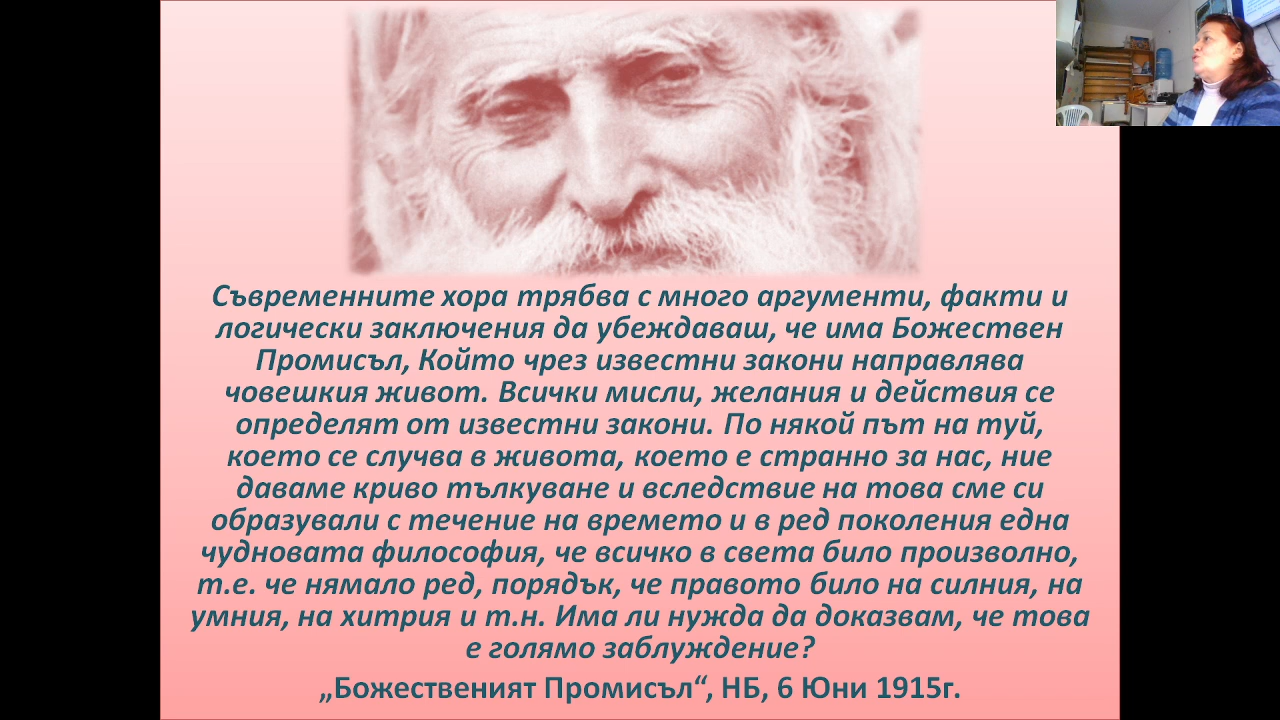 Съвременните хора трябва с много аргументи, факти и
логически заключения да убеждаваш, че има Божествен
Промисъл, Който чрез известни закони направлява
човешкия живот. Всички мисли, желания и действия се
определят от известни закони. По някой път на туй,
което се случва в живота, което е странно за нас, ние
даваме криво тълкуване и вследствие на това сме си
образували с течение на времето и в ред поколения една
чудновата философия, че всичко в света било произволно,
т.е. че нямало ред, порядък, че правото било на силния, на
умния, на хитрия и т.н. Има ли нужда да доказвам, че това
е голямо заблуждение?
„Божественият Промисъл“, НБ, 6 Юни 1915г.